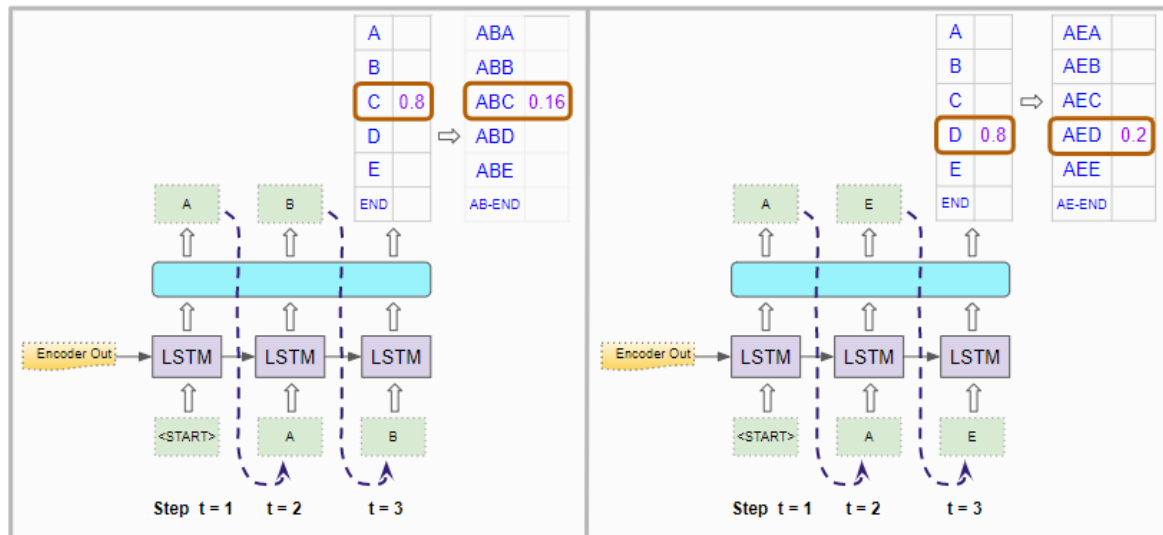 A ABA
B ABB
C 0.8 ABC 0.16
D ABD
E ABE
END AB-END
A B
Encoder Out LSTM LSTM LSTM
<START> A B
Step t = 1 t = 2 t = 3
A AEA
B AEB
C AEC
D 0.8 AED 0.2
E AEE
END AE-END
A E
Encoder Out LSTM LSTM LSTM
<START> A E
Step t = 1 t = 2 t = 3